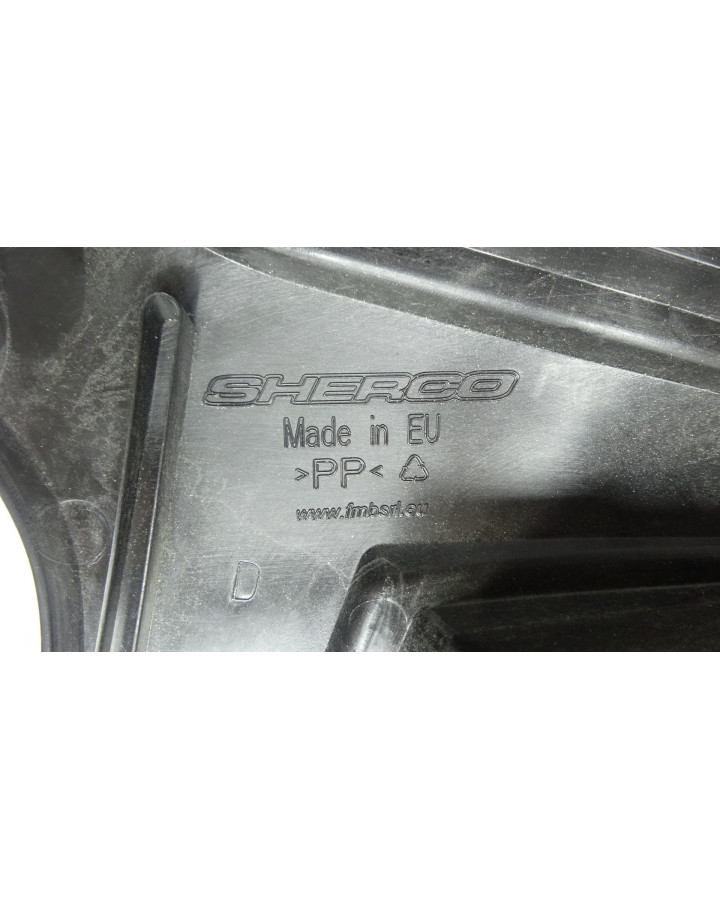 SHERCO
Made in EU
>PP<
www.fmbsrl.eu
D